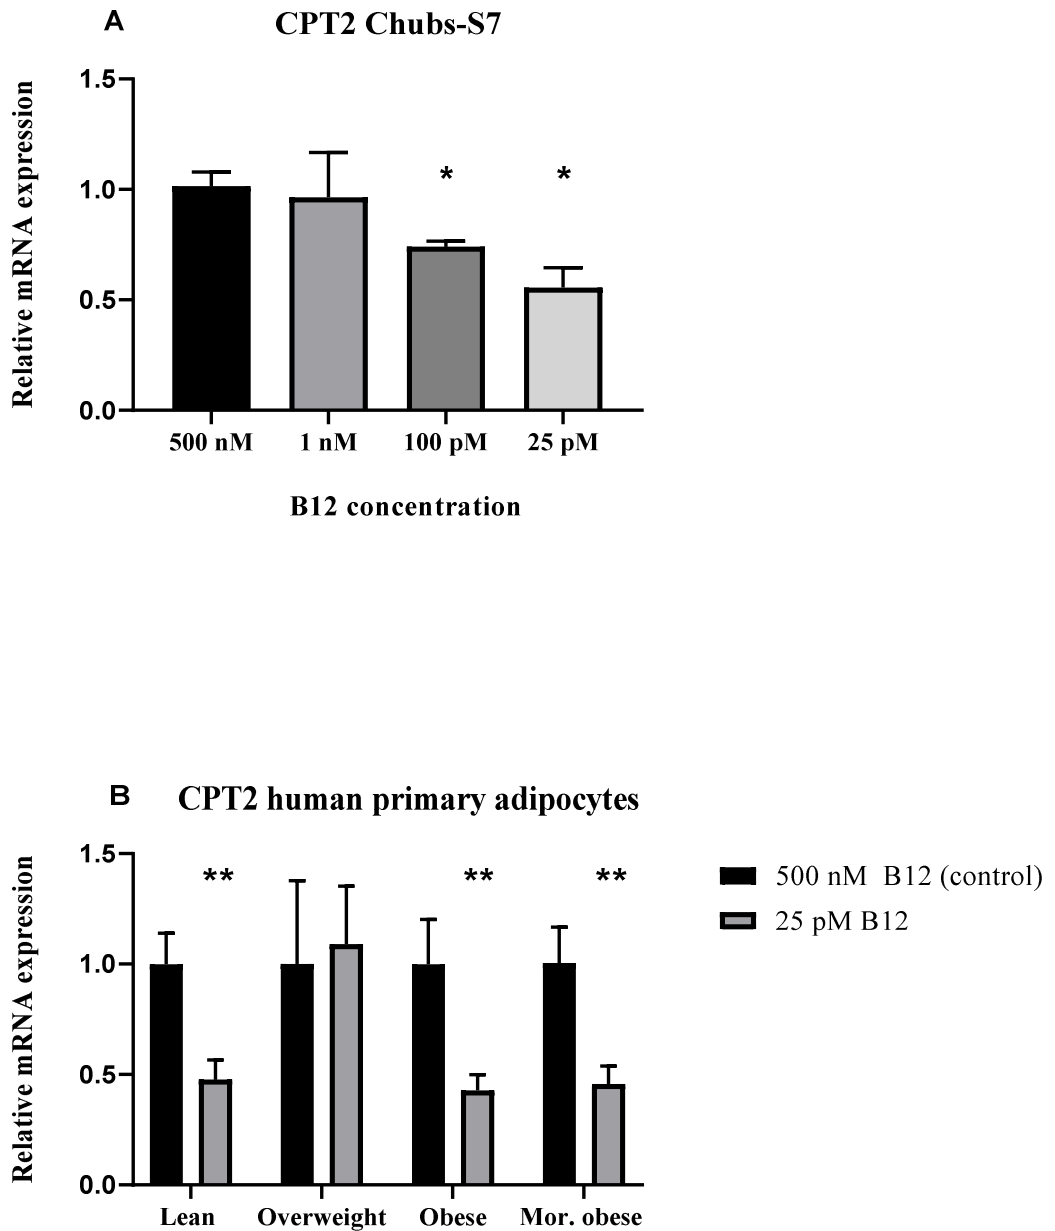 A
CPT2 Chubs-S7
Relative mRNA expression
1.5
1.0
0.5
0.0
* *
500 nM 1 nM 100 pM 25 pM
B12 concentration
B
CPT2 human primary adipocytes
Relative mRNA expression
1.5
1.0
0.5
0.0
** ** **
Lean Overweight Obese Mor. obese
500 nM B12 (control)
25 pM B12